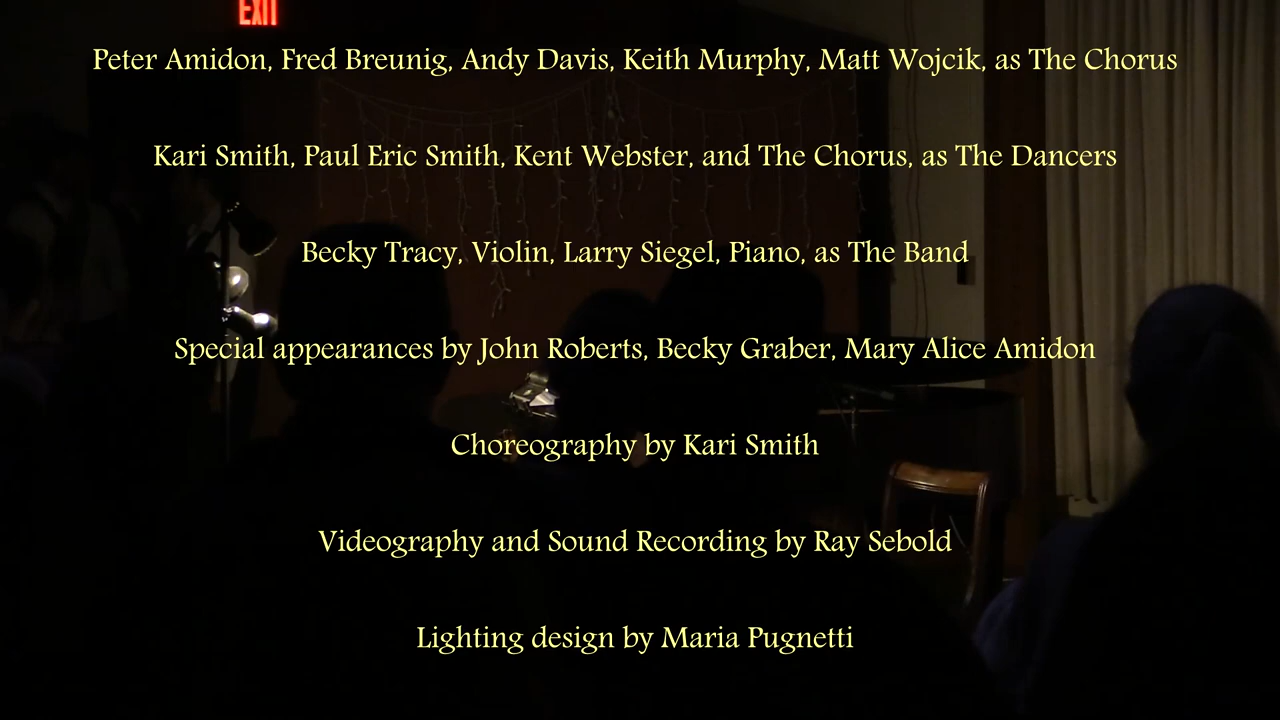 EXIT
Peter Amidon, Fred Breunig, Andy Davis, Keith Murphy, Matt Wojcik, as The Chorus
Kari Smith, Paul Eric Smith, Kent Webster, and The Chorus, as The Dancers
Becky Tracy, Violin, Larry Siegel, Piano, as The Band
Special appearances by John Roberts, Becky Graber, Mary Alice Amidon
Choreography by Kari Smith
Videography and Sound Recording by Ray Sebold
Lighting design by Maria Pugnetti